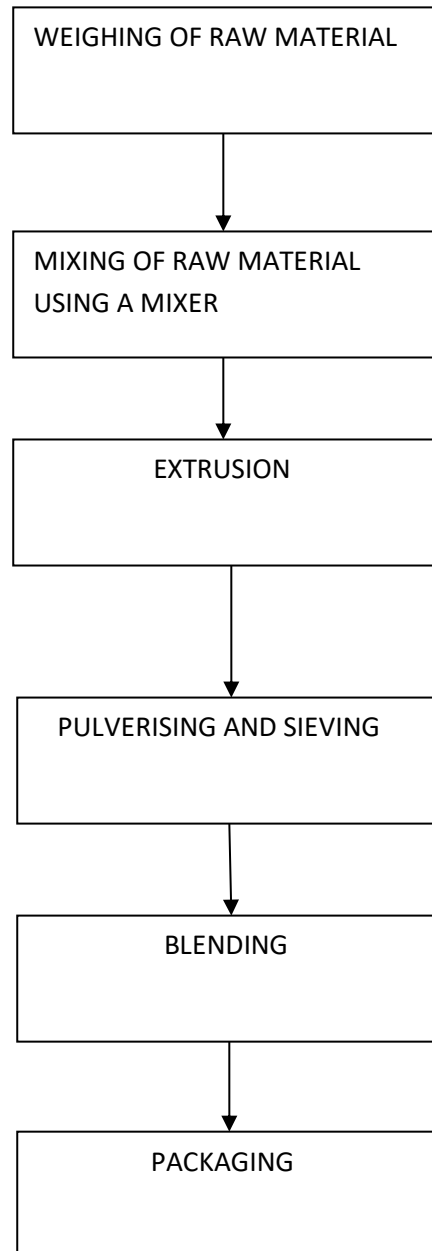 WEIGHING OF RAW MATERIAL
MIXING OF RAW MATERIAL
USING A MIXER
EXTRUSION
PULVERISING AND SIEVING
BLENDING
PACKAGING